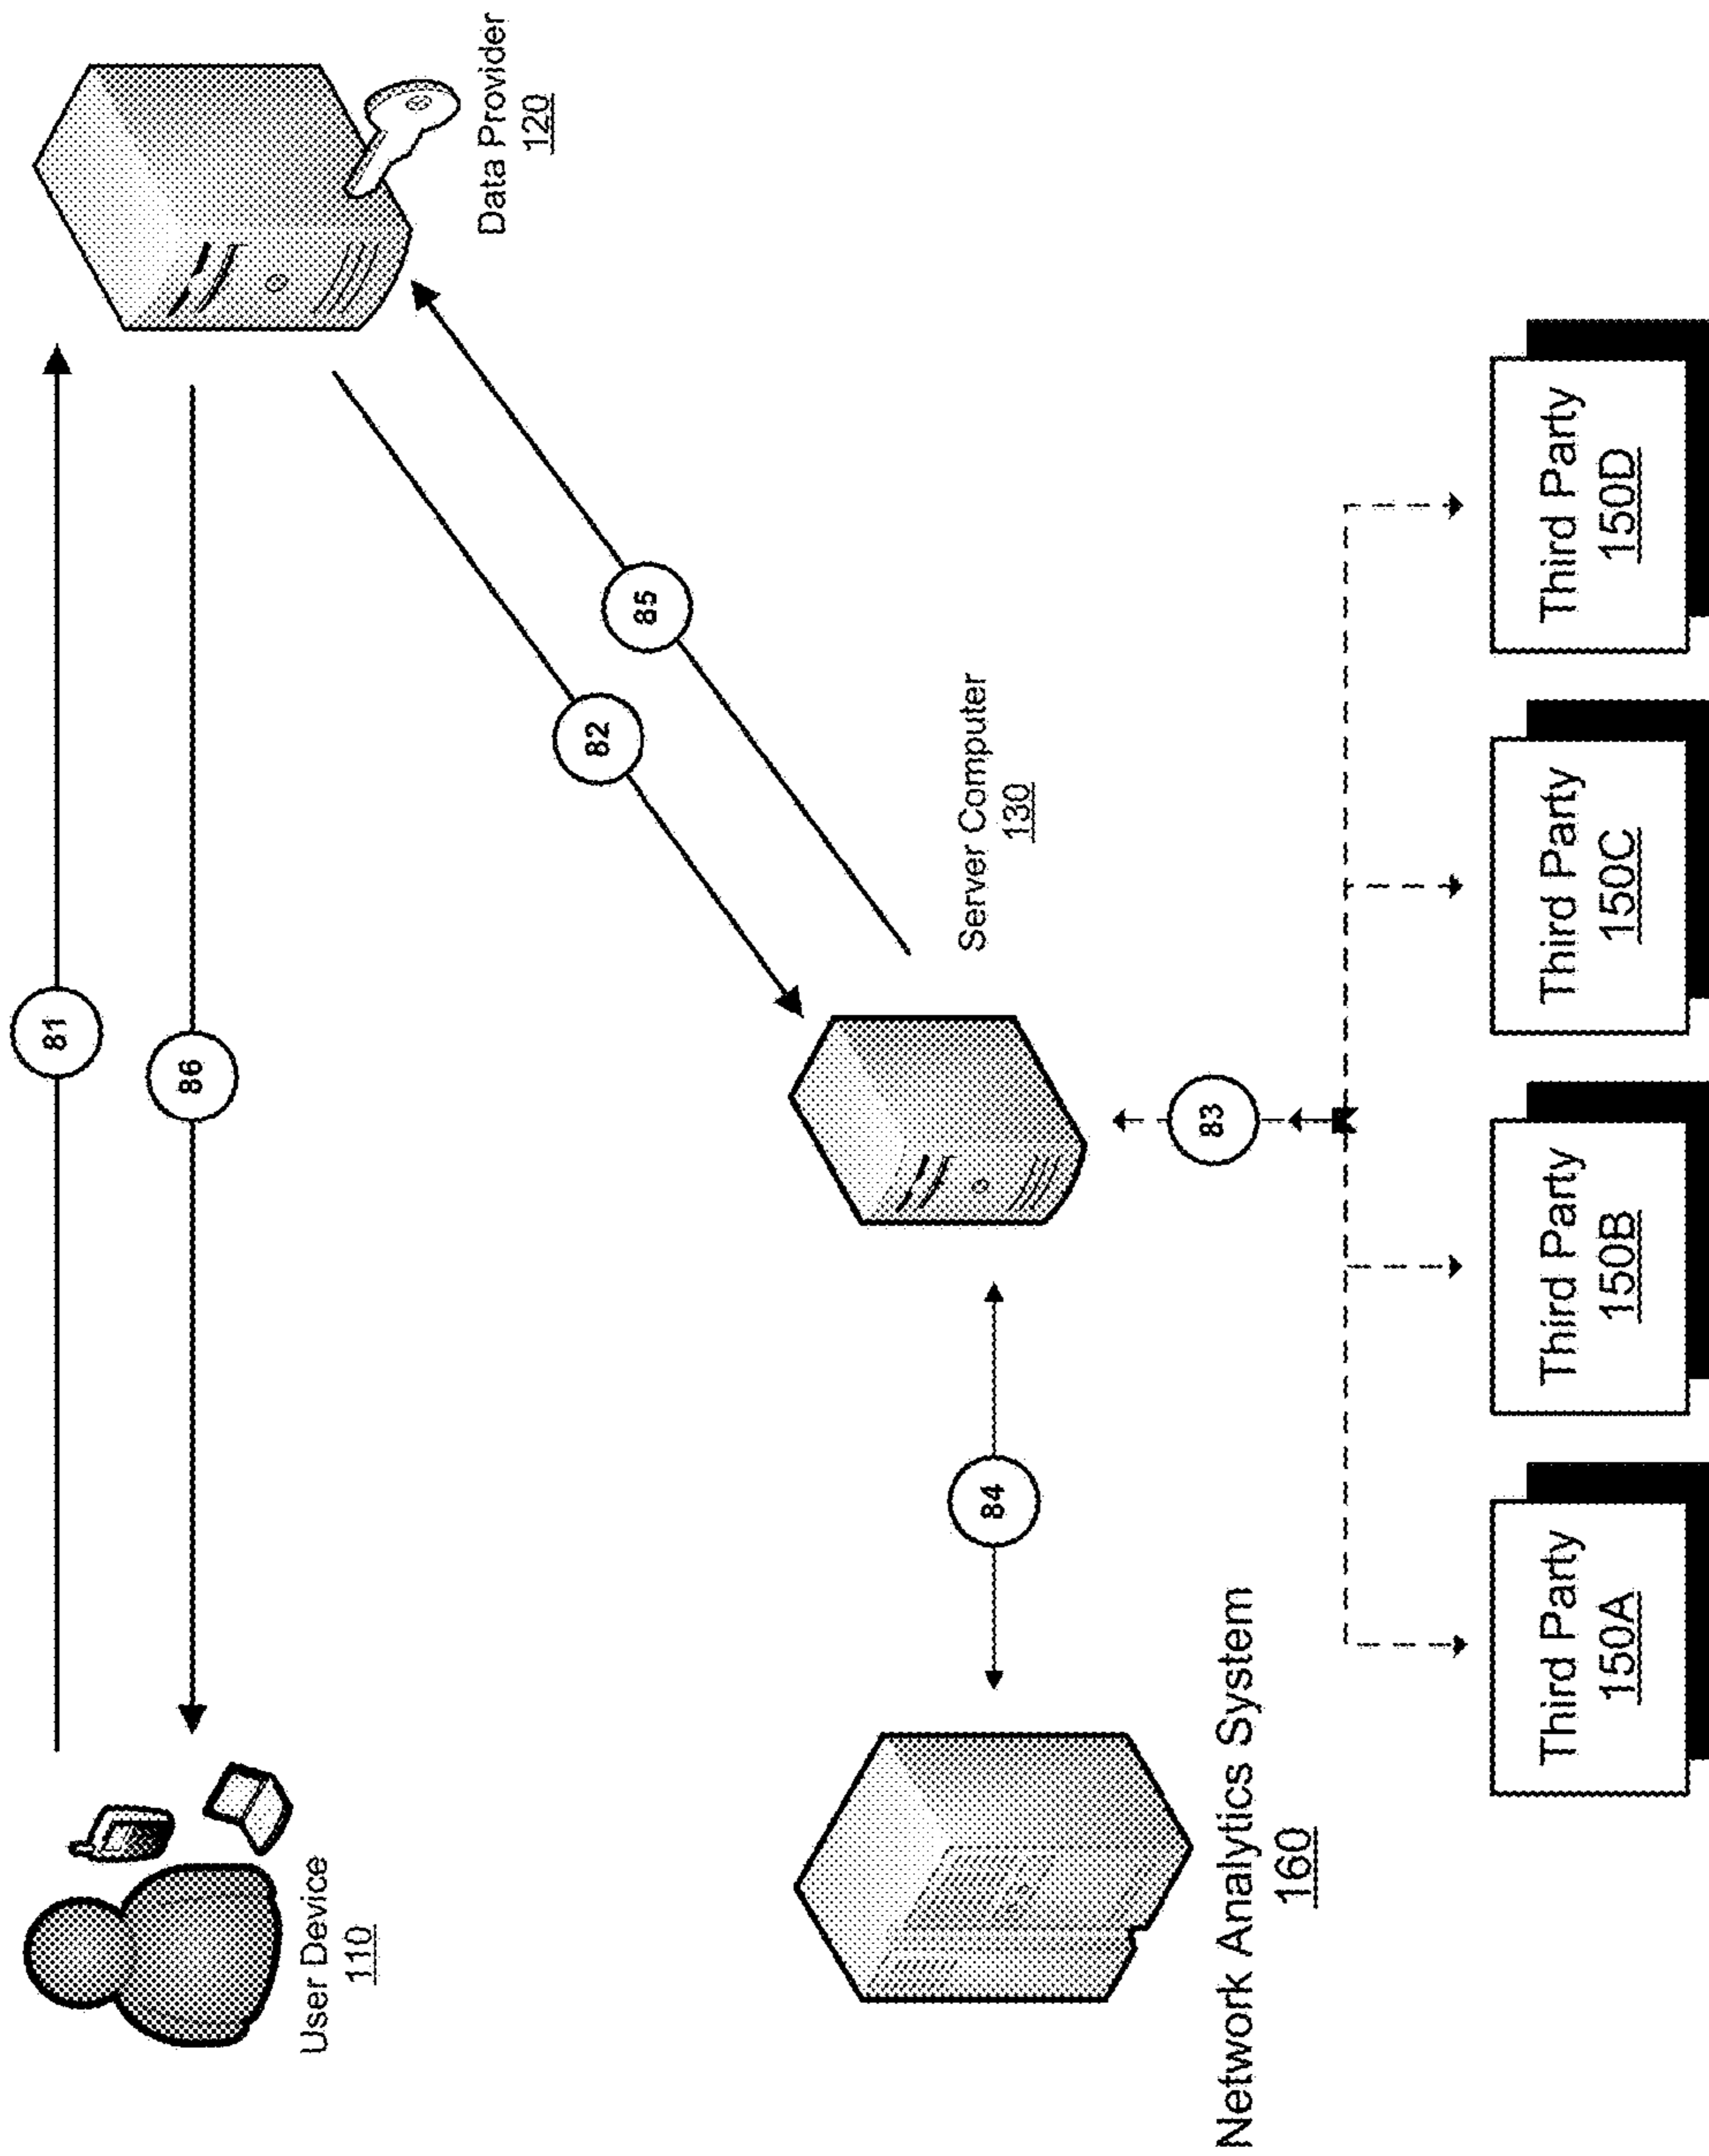 81
86
User Device
110
Data Provider
120
82
85
Server Computer
130
84
83
Network Analytics System
160
Third Party
150A
Third Party
150B
Third Party
150C
Third Party
150D